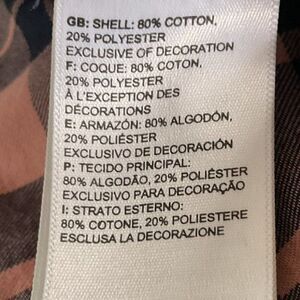 GB: SHELL: 80% COTTON,
20% POLYESTER
EXCLUSIVE OF DECORATION
F: COQUE: 80% COTON,
20% POLYESTER
À L'EXCEPTION DES
DÉCORATIONS
E: ARMAZÓN: 80% ALGODÓN,
20% POLIÉSTER
EXCLUSIVO DE DECORACIÓN
P: TECIDO PRINCIPAL:
80% ALGODÃO, 20% POLIÉSTER
EXCLUSIVO PARA DECORAÇÃO
I: STRATO ESTERNO:
80% COTONE, 20% POLIESTERE
ESCLUSA LA DECORAZIONE